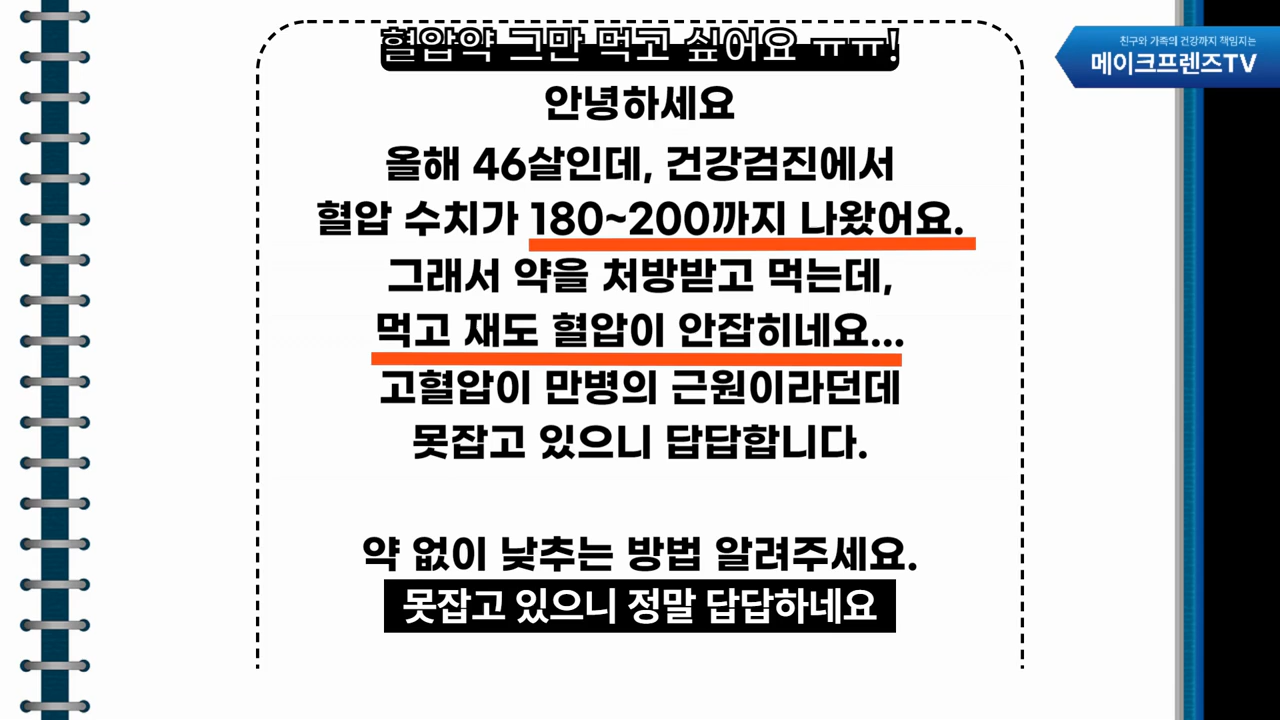 혈압약 그만 먹고 싶어요 ㅠㅠ!
친구와 가족의 건강까지 책임지는
메이크프렌즈TV
안녕하세요
올해 46살인데, 건강검진에서
혈압 수치가 180~200까지 나왔어요.
그래서 약을 처방받고 먹는데,
먹고 재도 혈압이 안잡히네요...
고혈압이 만병의 근원이라던데
못잡고 있으니 답답합니다.
약 없이 낮추는 방법 알려주세요.
못잡고 있으니 정말 답답하네요